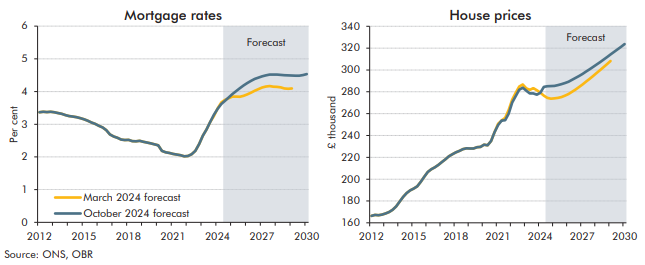 Mortgage rates
6
5
4
3
2
1
0
Per cent
Forecast
March 2024 forecast
October 2024 forecast
2012 2015 2018 2021 2024 2027 2030
House prices
340
320
300
280
260
240
220
200
180
160
£ thousand
Forecast
2012 2015 2018 2021 2024 2027 2030
Source: ONS, OBR